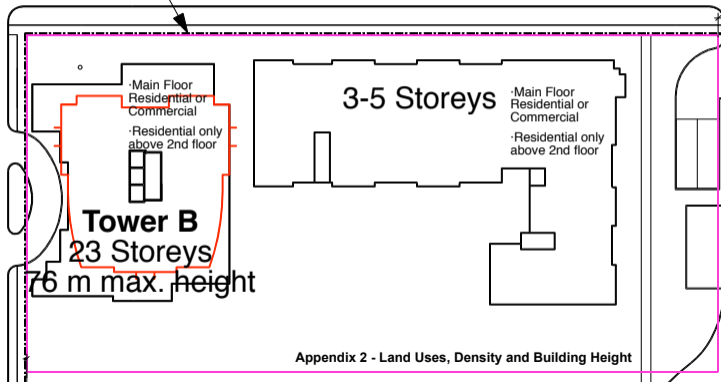 ·Main Floor
Residential or
Commercial
·Residential only
above 2nd floor
Tower B
23 Storeys
76 m max. height
3-5 Storeys
·Main Floor
Residential or
Commercial
·Residential only
above 2nd floor
Appendix 2 - Land Uses, Density and Building Height